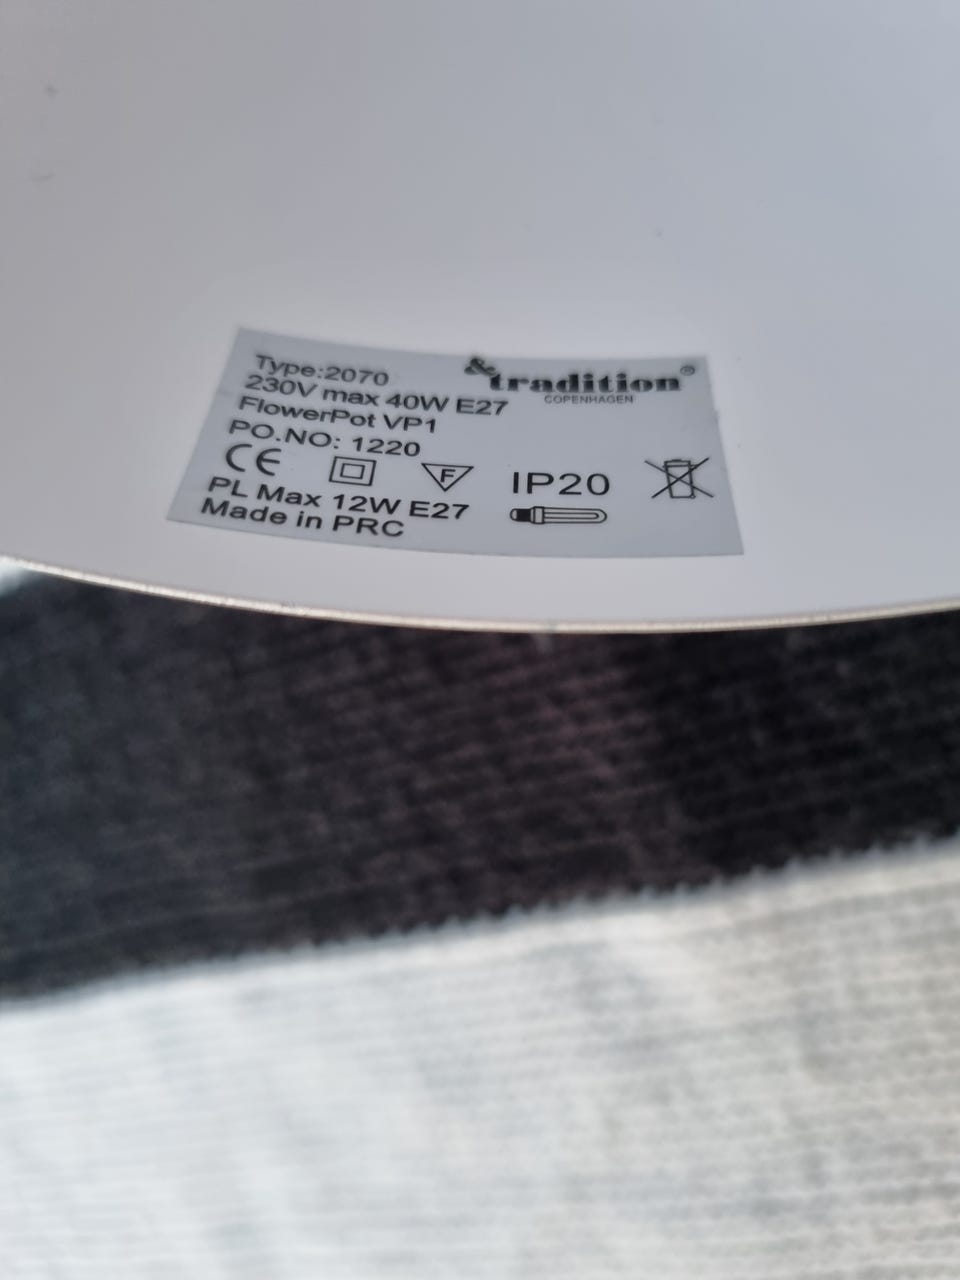 Type:2070
&tradition®
COPENHAGEN
230V max 40W E27
FlowerPot VP1
PO.NO: 1220
CE F IP20
PL Max 12W E27
Made in PRC